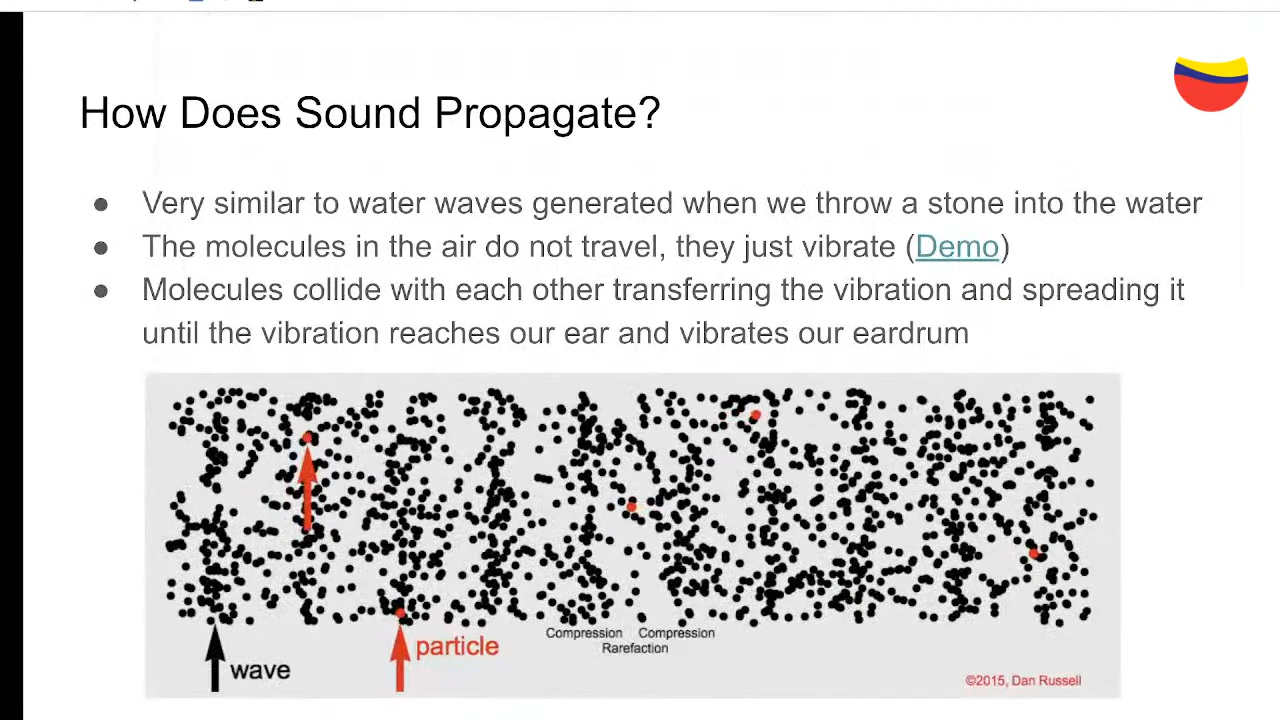 How Does Sound Propagate?
● Very similar to water waves generated when we throw a stone into the water
● The molecules in the air do not travel, they just vibrate (Demo)
● Molecules collide with each other transferring the vibration and spreading it
until the vibration reaches our ear and vibrates our eardrum
Compression Compression
Rarefaction
particle
wave
©2015, Dan Russell